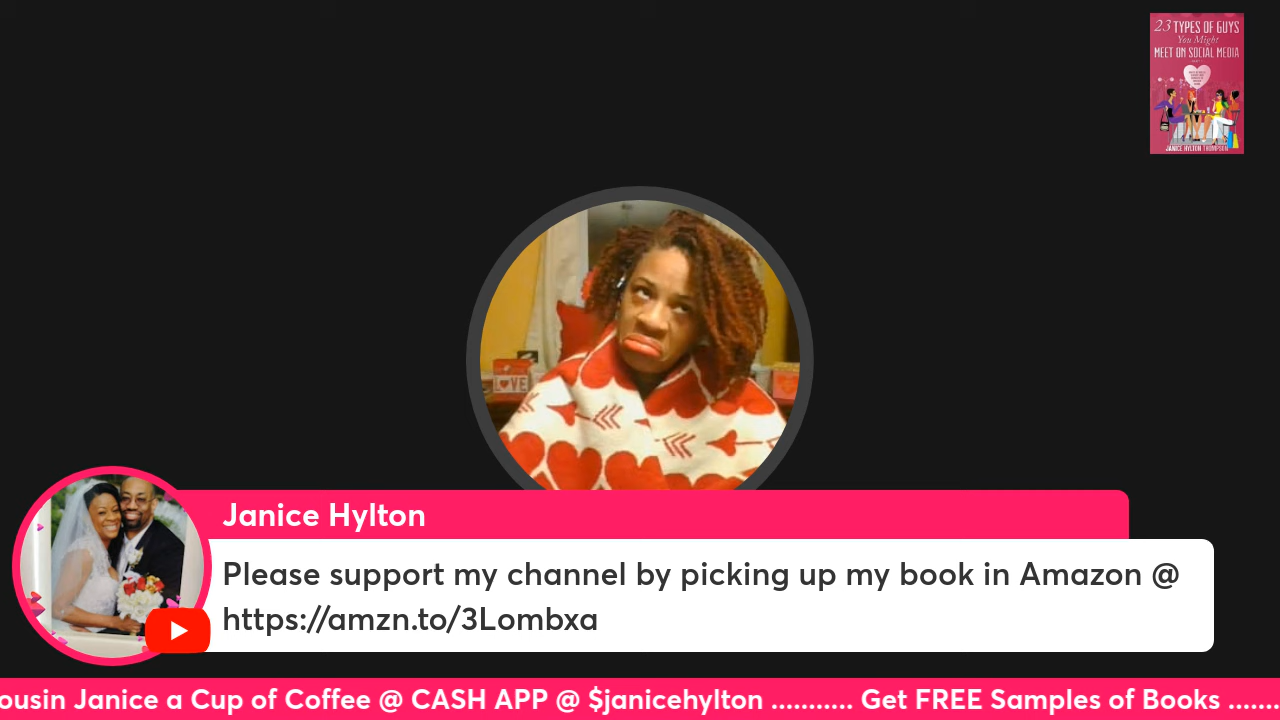 23 TYPES OF GUYS
You Might
MEET ON SOCIAL MEDIA
JANICE HYLTON THOMPSON
LOVE
Janice Hylton
Please support my channel by picking up my book in Amazon @
https://amzn.to/3Lombxa
ousin Janice a Cup of Coffee @ CASH APP @ $janicehylton ........... Get FREE Samples of Books .......